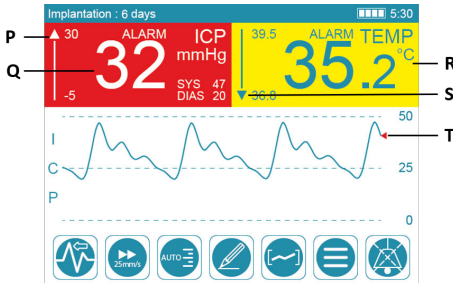 Implantation : 6 days 5:30
P 30 ALARM ICP 39.5 ALARM TEMP
Q 32 mmHg 35.2°C R
SYS 47
-5 DIAS 20 36.8 S
50
T
I
C 25
P
0
25mm/s AUTO